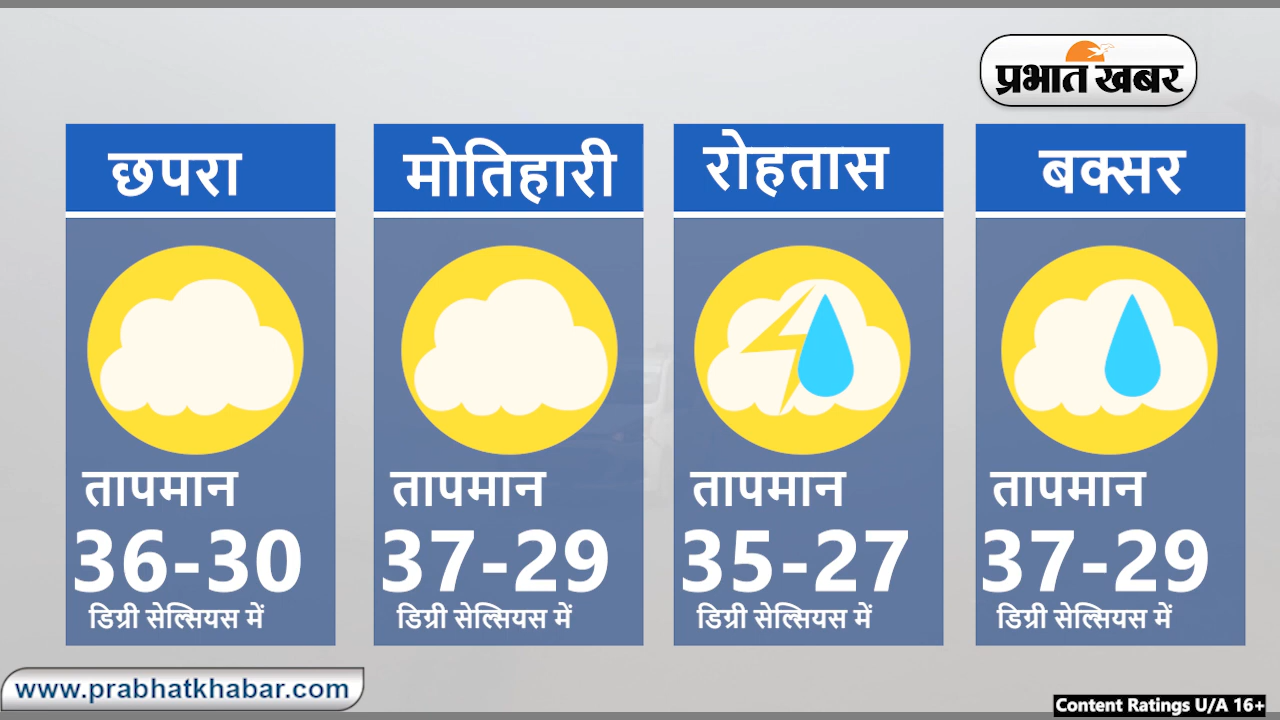 प्रभात खबर
छपरा
तापमान
36-30
डिग्री सेल्सियस में
मोतिहारी
तापमान
37-29
डिग्री सेल्सियस में
रोहतास
तापमान
35-27
डिग्री सेल्सियस में
बक्सर
तापमान
37-29
डिग्री सेल्सियस में
www.prabhatkhabar.com
Content Ratings U/A 16+